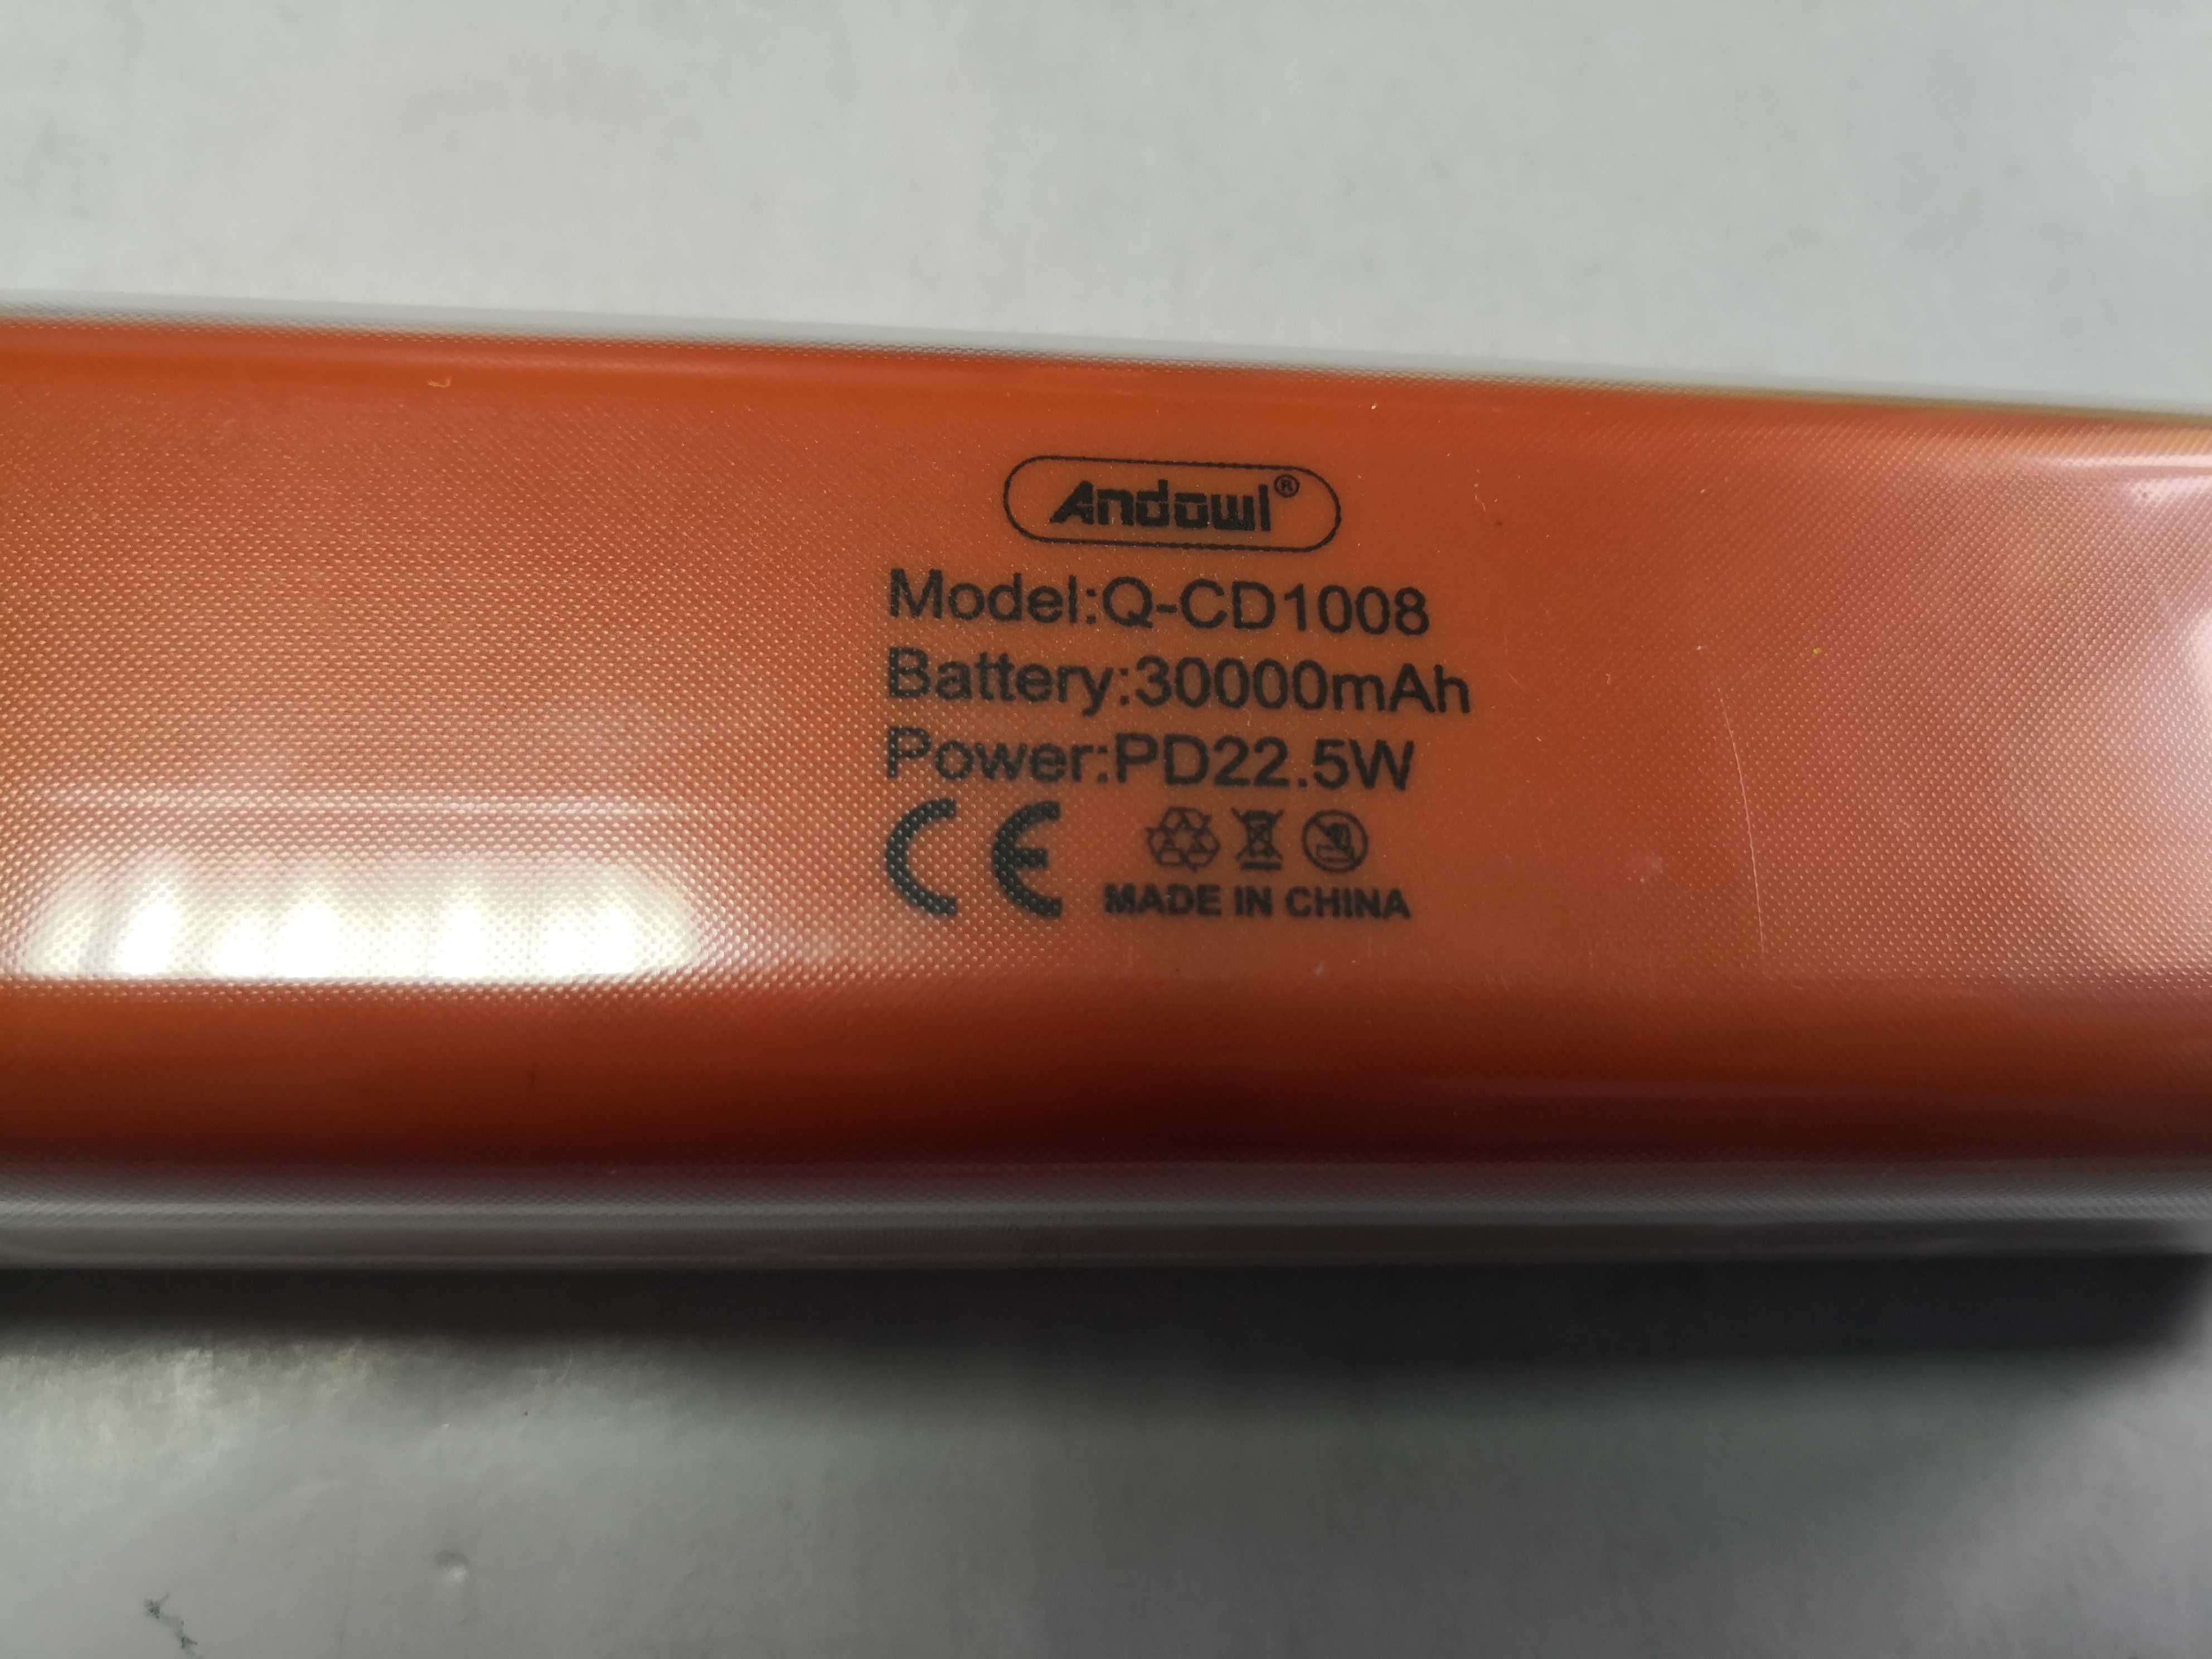 Andowl®
Model:Q-CD1008
Battery:30000mAh
Power:PD22.5W
CE
MADE IN CHINA